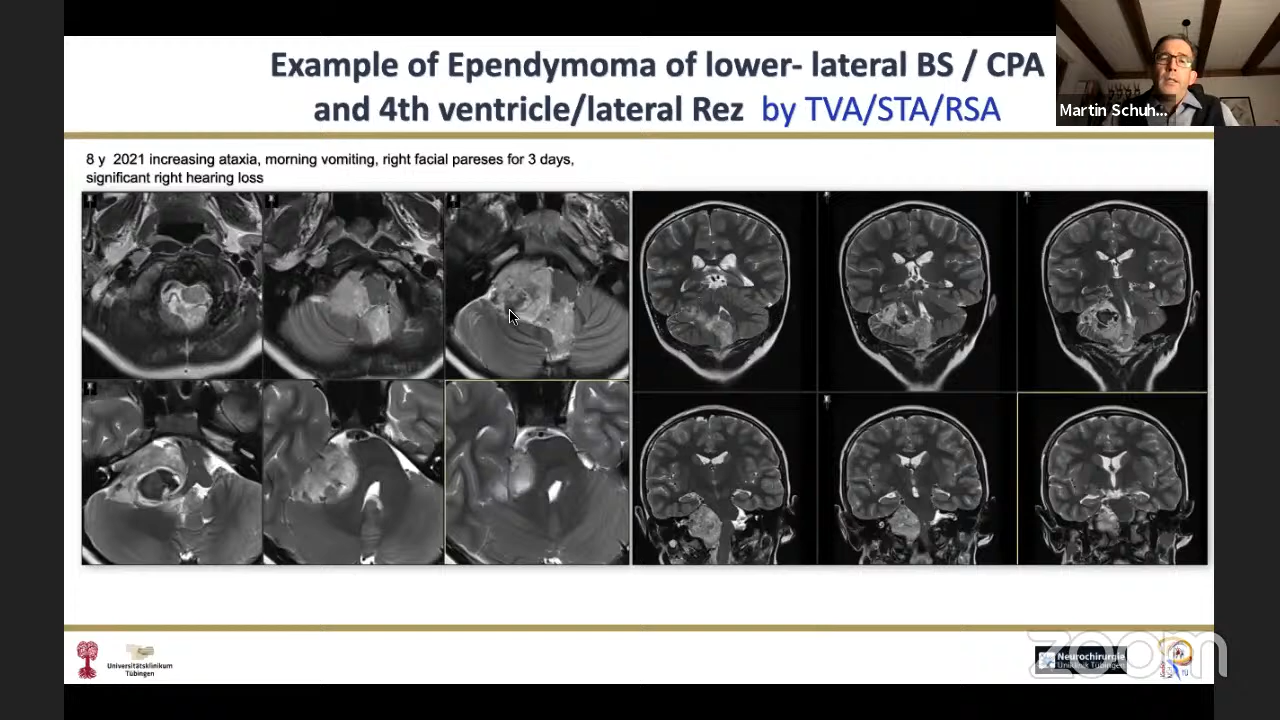 Example of Ependymoma of lower- lateral BS / CPA
and 4th ventricle/lateral Rez by TVA/STA/RSA
Martin Schuh...
8 y 2021 increasing ataxia, morning vomiting, right facial pareses for 3 days,
significant right hearing loss
Universitätsklinikum
Tübingen
Neurochirurgie
Uniklinik Tübingen
zoom